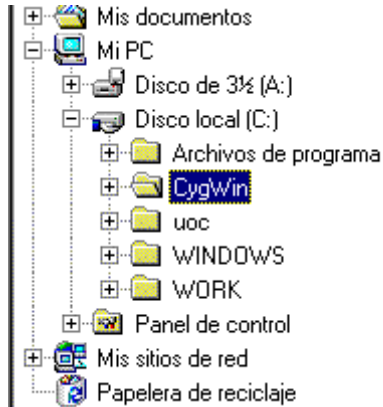 Mis documentos
Mi PC
Disco de 3½ (A:)
Disco local (C:)
Archivos de programa
CygWin
uoc
WINDOWS
WORK
Panel de control
Mis sitios de red
Papelera de reciclaje